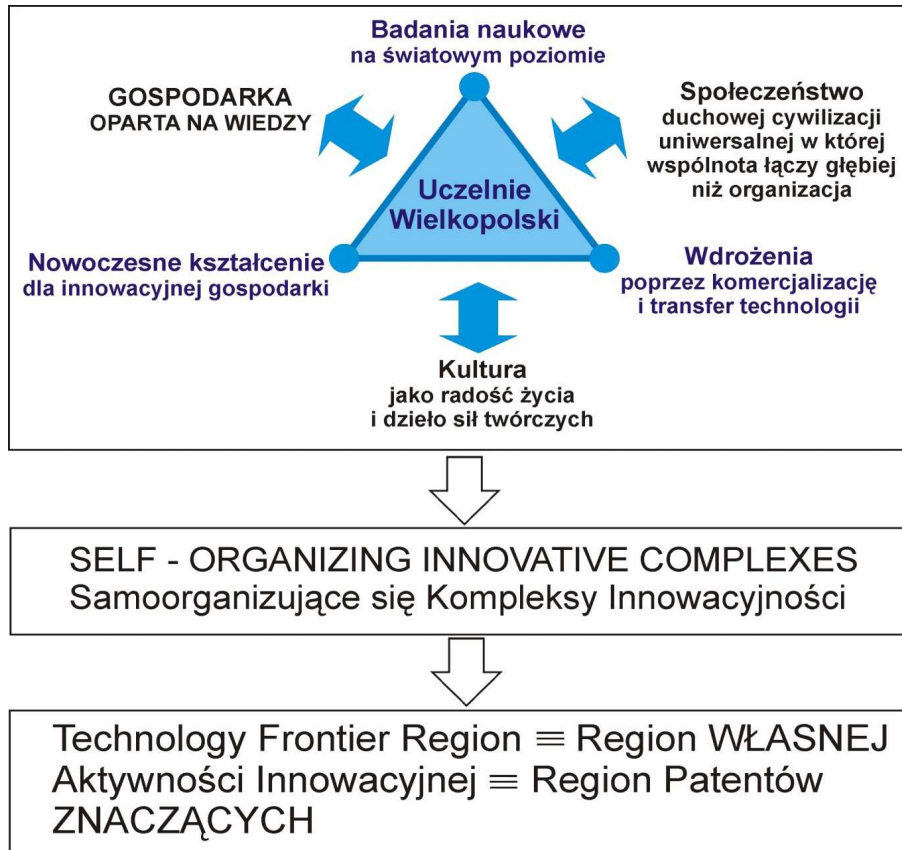 Badania naukowe
na światowym poziomie
GOSPODARKA
OPARTA NA WIEDZY
Społeczeństwo
duchowej cywilizacji
uniwersalnej w której
wspólnota łączy głębiej
niż organizacja
Uczelnie
Wielkopolski
Nowoczesne kształcenie
dla innowacyjnej gospodarki
Wdrożenia
poprzez komercjalizację
i transfer technologii
Kultura
jako radość życia
i dzieło sił twórczych
SELF - ORGANIZING INNOVATIVE COMPLEXES
Samoorganizujące się Kompleksy Innowacyjności
Technology Frontier Region ≡ Region WŁASNEJ
Aktywności Innowacyjnej ≡ Region Patentów
ZNACZĄCYCH